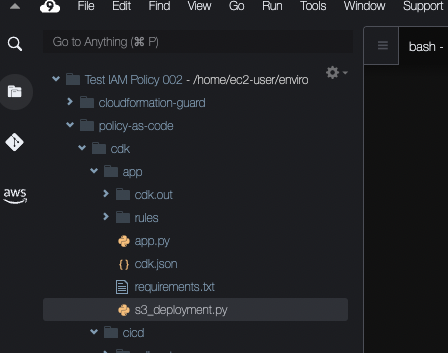 9 File Edit Find View Go Run Tools Window Support
Go to Anything (⌘ P)
bash -
Test IAM Policy 002 - /home/ec2-user/enviro
cloudformation-guard
policy-as-code
cdk
aws
app
cdk.out
rules
app.py
{ } cdk.json
requirements.txt
s3_deployment.py
cicd